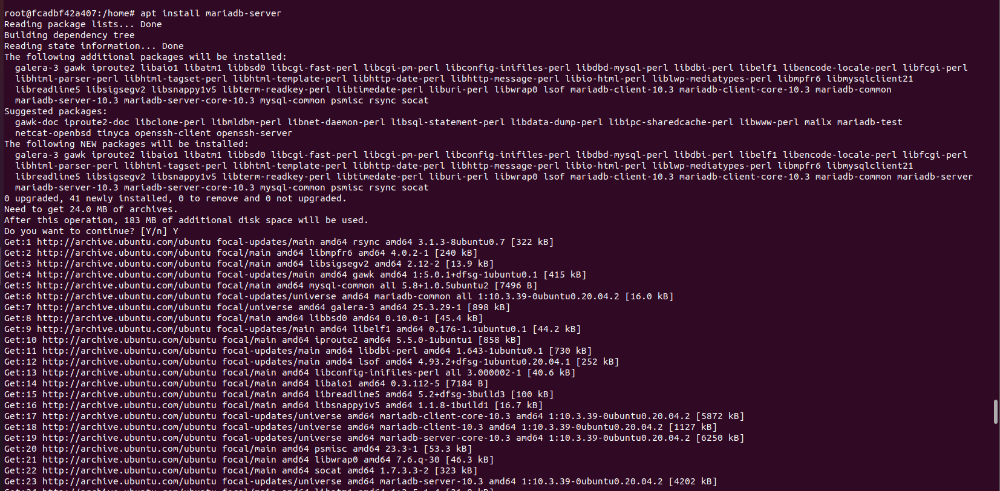 root@fcadbf42a407:/home# apt install mariadb-server
Reading package lists... Done
Building dependency tree
Reading state information... Done
The following additional packages will be installed:
  galera-3 gawk iproute2 libaio1 libatm1 libbsd0 libcgi-fast-perl libcgi-pm-perl libconfig-inifiles-perl libdbd-mysql-perl libdbi-perl libelf1 libencode-locale-perl libfcgi-perl
  libhtml-parser-perl libhtml-tagset-perl libhtml-template-perl libhttp-date-perl libhttp-message-perl libio-html-perl liblwp-mediatypes-perl libmpfr6 libmysqlclient21
  libreadline5 libsigsegv2 libsnappy1v5 libterm-readkey-perl libtimedate-perl liburi-perl libwrap0 lsof mariadb-client-10.3 mariadb-client-core-10.3 mariadb-common
  mariadb-server-10.3 mariadb-server-core-10.3 mysql-common psmisc rsync socat
Suggested packages:
  gawk-doc iproute2-doc libclone-perl libmldbm-perl libnet-daemon-perl libsql-statement-perl libdata-dump-perl libipc-sharedcache-perl libwww-perl mailx mariadb-test
  netcat-openbsd tinyca openssh-client openssh-server
The following NEW packages will be installed:
  galera-3 gawk iproute2 libaio1 libatm1 libbsd0 libcgi-fast-perl libcgi-pm-perl libconfig-inifiles-perl libdbd-mysql-perl libdbi-perl libelf1 libencode-locale-perl libfcgi-perl
  libhtml-parser-perl libhtml-tagset-perl libhtml-template-perl libhttp-date-perl libhttp-message-perl libio-html-perl liblwp-mediatypes-perl libmpfr6 libmysqlclient21
  libreadline5 libsigsegv2 libsnappy1v5 libterm-readkey-perl libtimedate-perl liburi-perl libwrap0 lsof mariadb-client-10.3 mariadb-client-core-10.3 mariadb-common mariadb-server
  mariadb-server-10.3 mariadb-server-core-10.3 mysql-common psmisc rsync socat
0 upgraded, 41 newly installed, 0 to remove and 0 not upgraded.
Need to get 24.0 MB of archives.
After this operation, 183 MB of additional disk space will be used.
Do you want to continue? [Y/n] Y
Get:1 http://archive.ubuntu.com/ubuntu focal-updates/main amd64 rsync amd64 3.1.3-8ubuntu0.7 [322 kB]
Get:2 http://archive.ubuntu.com/ubuntu focal/main amd64 libmpfr6 amd64 4.0.2-1 [240 kB]
Get:3 http://archive.ubuntu.com/ubuntu focal/main amd64 libsigsegv2 amd64 2.12-2 [13.9 kB]
Get:4 http://archive.ubuntu.com/ubuntu focal-updates/main amd64 gawk amd64 1:5.0.1+dfsg-1ubuntu0.1 [415 kB]
Get:5 http://archive.ubuntu.com/ubuntu focal/main amd64 mysql-common all 5.8+1.0.5ubuntu2 [7496 B]
Get:6 http://archive.ubuntu.com/ubuntu focal-updates/universe amd64 mariadb-common all 1:10.3.39-0ubuntu0.20.04.2 [16.0 kB]
Get:7 http://archive.ubuntu.com/ubuntu focal/universe amd64 galera-3 amd64 25.3.29-1 [898 kB]
Get:8 http://archive.ubuntu.com/ubuntu focal/main amd64 libbsd0 amd64 0.10.0-1 [45.4 kB]
Get:9 http://archive.ubuntu.com/ubuntu focal-updates/main amd64 libelf1 amd64 0.176-1.1ubuntu0.1 [44.2 kB]
Get:10 http://archive.ubuntu.com/ubuntu focal/main amd64 iproute2 amd64 5.5.0-1ubuntu1 [858 kB]
Get:11 http://archive.ubuntu.com/ubuntu focal-updates/main amd64 libdbi-perl amd64 1.643-1ubuntu0.1 [730 kB]
Get:12 http://archive.ubuntu.com/ubuntu focal-updates/main amd64 lsof amd64 4.93.2+dfsg-1ubuntu0.20.04.1 [252 kB]
Get:13 http://archive.ubuntu.com/ubuntu focal/main amd64 libconfig-inifiles-perl all 3.000002-1 [40.6 kB]
Get:14 http://archive.ubuntu.com/ubuntu focal/main amd64 libaio1 amd64 0.3.112-5 [7184 B]
Get:15 http://archive.ubuntu.com/ubuntu focal/main amd64 libreadline5 amd64 5.2+dfsg-3build3 [100 kB]
Get:16 http://archive.ubuntu.com/ubuntu focal/main amd64 libsnappy1v5 amd64 1.1.8-1build1 [16.7 kB]
Get:17 http://archive.ubuntu.com/ubuntu focal-updates/universe amd64 mariadb-client-core-10.3 amd64 1:10.3.39-0ubuntu0.20.04.2 [5872 kB]
Get:18 http://archive.ubuntu.com/ubuntu focal-updates/universe amd64 mariadb-client-10.3 amd64 1:10.3.39-0ubuntu0.20.04.2 [1127 kB]
Get:19 http://archive.ubuntu.com/ubuntu focal-updates/universe amd64 mariadb-server-core-10.3 amd64 1:10.3.39-0ubuntu0.20.04.2 [6250 kB]
Get:20 http://archive.ubuntu.com/ubuntu focal/main amd64 psmisc amd64 23.3-1 [53.3 kB]
Get:21 http://archive.ubuntu.com/ubuntu focal/main amd64 libwrap0 amd64 7.6.q-30 [46.3 kB]
Get:22 http://archive.ubuntu.com/ubuntu focal/main amd64 socat amd64 1.7.3.3-2 [323 kB]
Get:23 http://archive.ubuntu.com/ubuntu focal-updates/universe amd64 mariadb-server-10.3 amd64 1:10.3.39-0ubuntu0.20.04.2 [4202 kB]